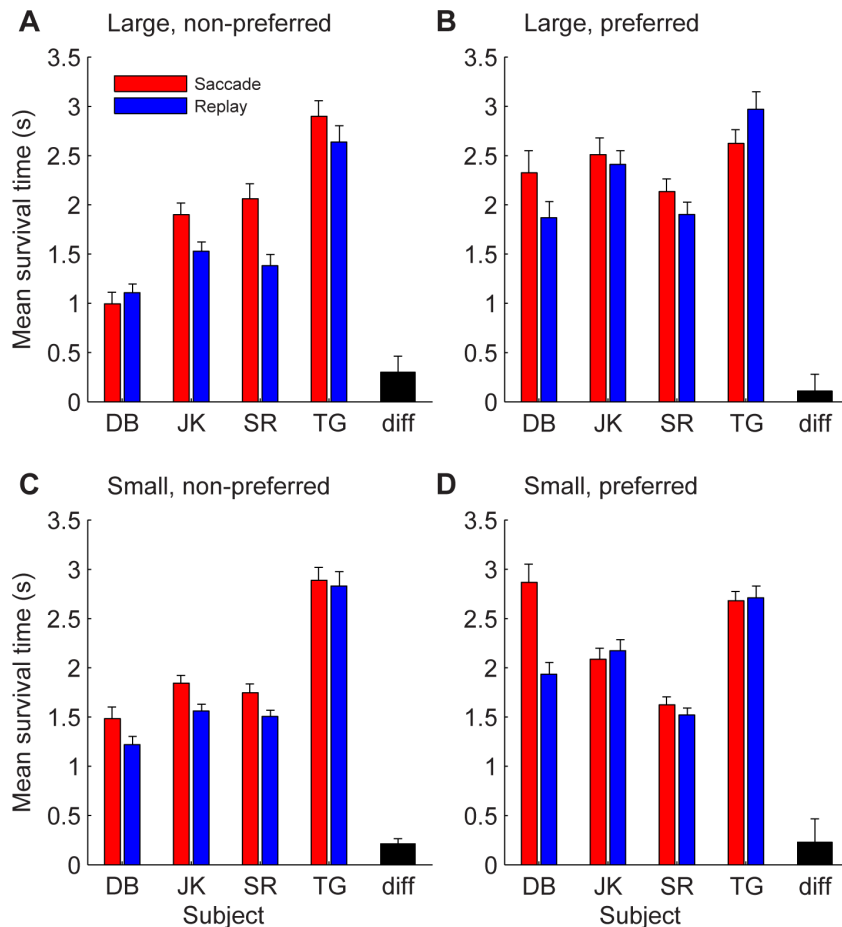 A Large, non-preferred
Mean survival time (s)
3.5
3
2.5
2
1.5
1
0.5
0
Saccade
Replay
DB JK SR TG diff
B Large, preferred
3.5
3
2.5
2
1.5
1
0.5
0
DB JK SR TG diff
C Small, non-preferred
Mean survival time (s)
3.5
3
2.5
2
1.5
1
0.5
0
DB JK SR TG diff
Subject
D Small, preferred
3.5
3
2.5
2
1.5
1
0.5
0
DB JK SR TG diff
Subject